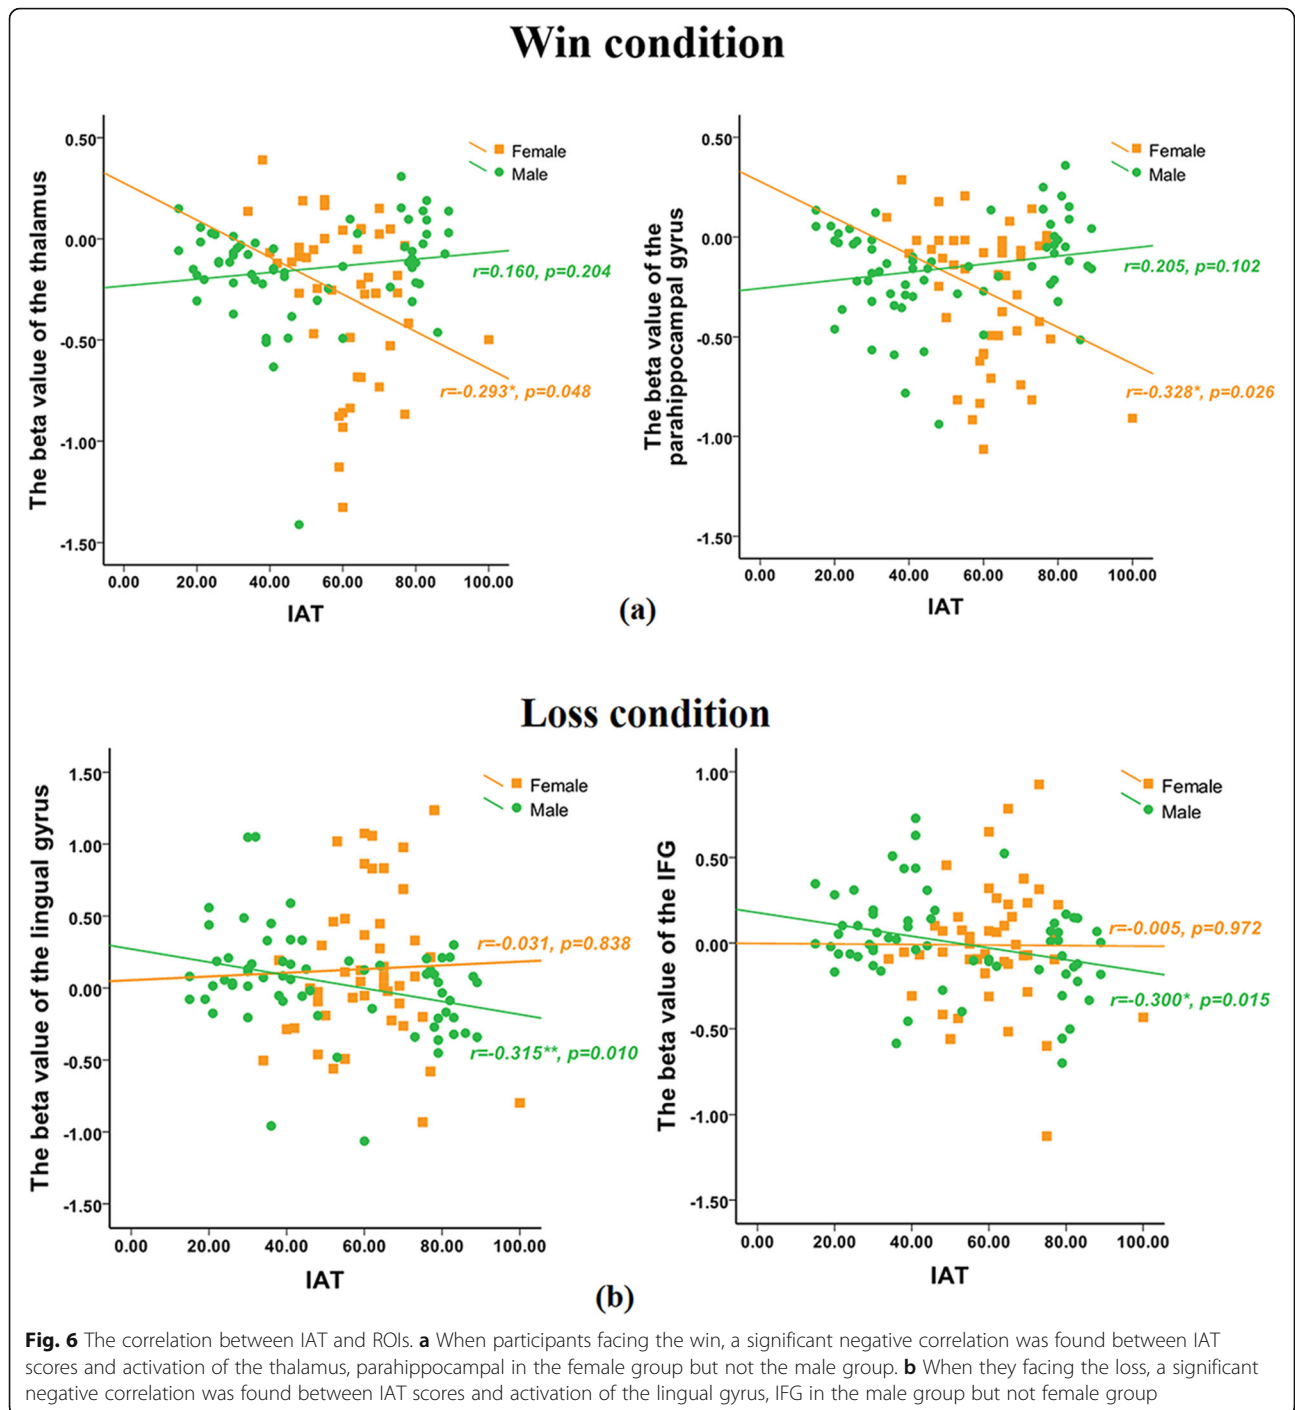 Win condition
The beta value of the thalamus
0.50
0.00
-0.50
-1.00
-1.50
Female
Male
r=0.160, p=0.204
r=-0.293*, p=0.048
0.00 20.00 40.00 60.00 80.00 100.00
IAT
The beta value of the
parahippocampal gyrus
0.50
0.00
-0.50
-1.00
-1.50
Female
Male
r=0.205, p=0.102
r=-0.328*, p=0.026
0.00 20.00 40.00 60.00 80.00 100.00
IAT
(a)
Loss condition
The beta value of the lingual gyrus
1.50
1.00
0.50
0.00
-0.50
-1.00
-1.50
Female
Male
r=-0.031, p=0.838
r=-0.315**, p=0.010
0.00 20.00 40.00 60.00 80.00 100.00
IAT
The beta value of the IFG
1.00
0.50
0.00
-0.50
-1.00
-1.50
Female
Male
r=-0.005, p=0.972
r=-0.300*, p=0.015
0.00 20.00 40.00 60.00 80.00 100.00
IAT
(b)
Fig. 6 The correlation between IAT and ROIs. a When participants facing the win, a significant negative correlation was found between IAT
scores and activation of the thalamus, parahippocampal in the female group but not the male group. b When they facing the loss, a significant
negative correlation was found between IAT scores and activation of the lingual gyrus, IFG in the male group but not female group